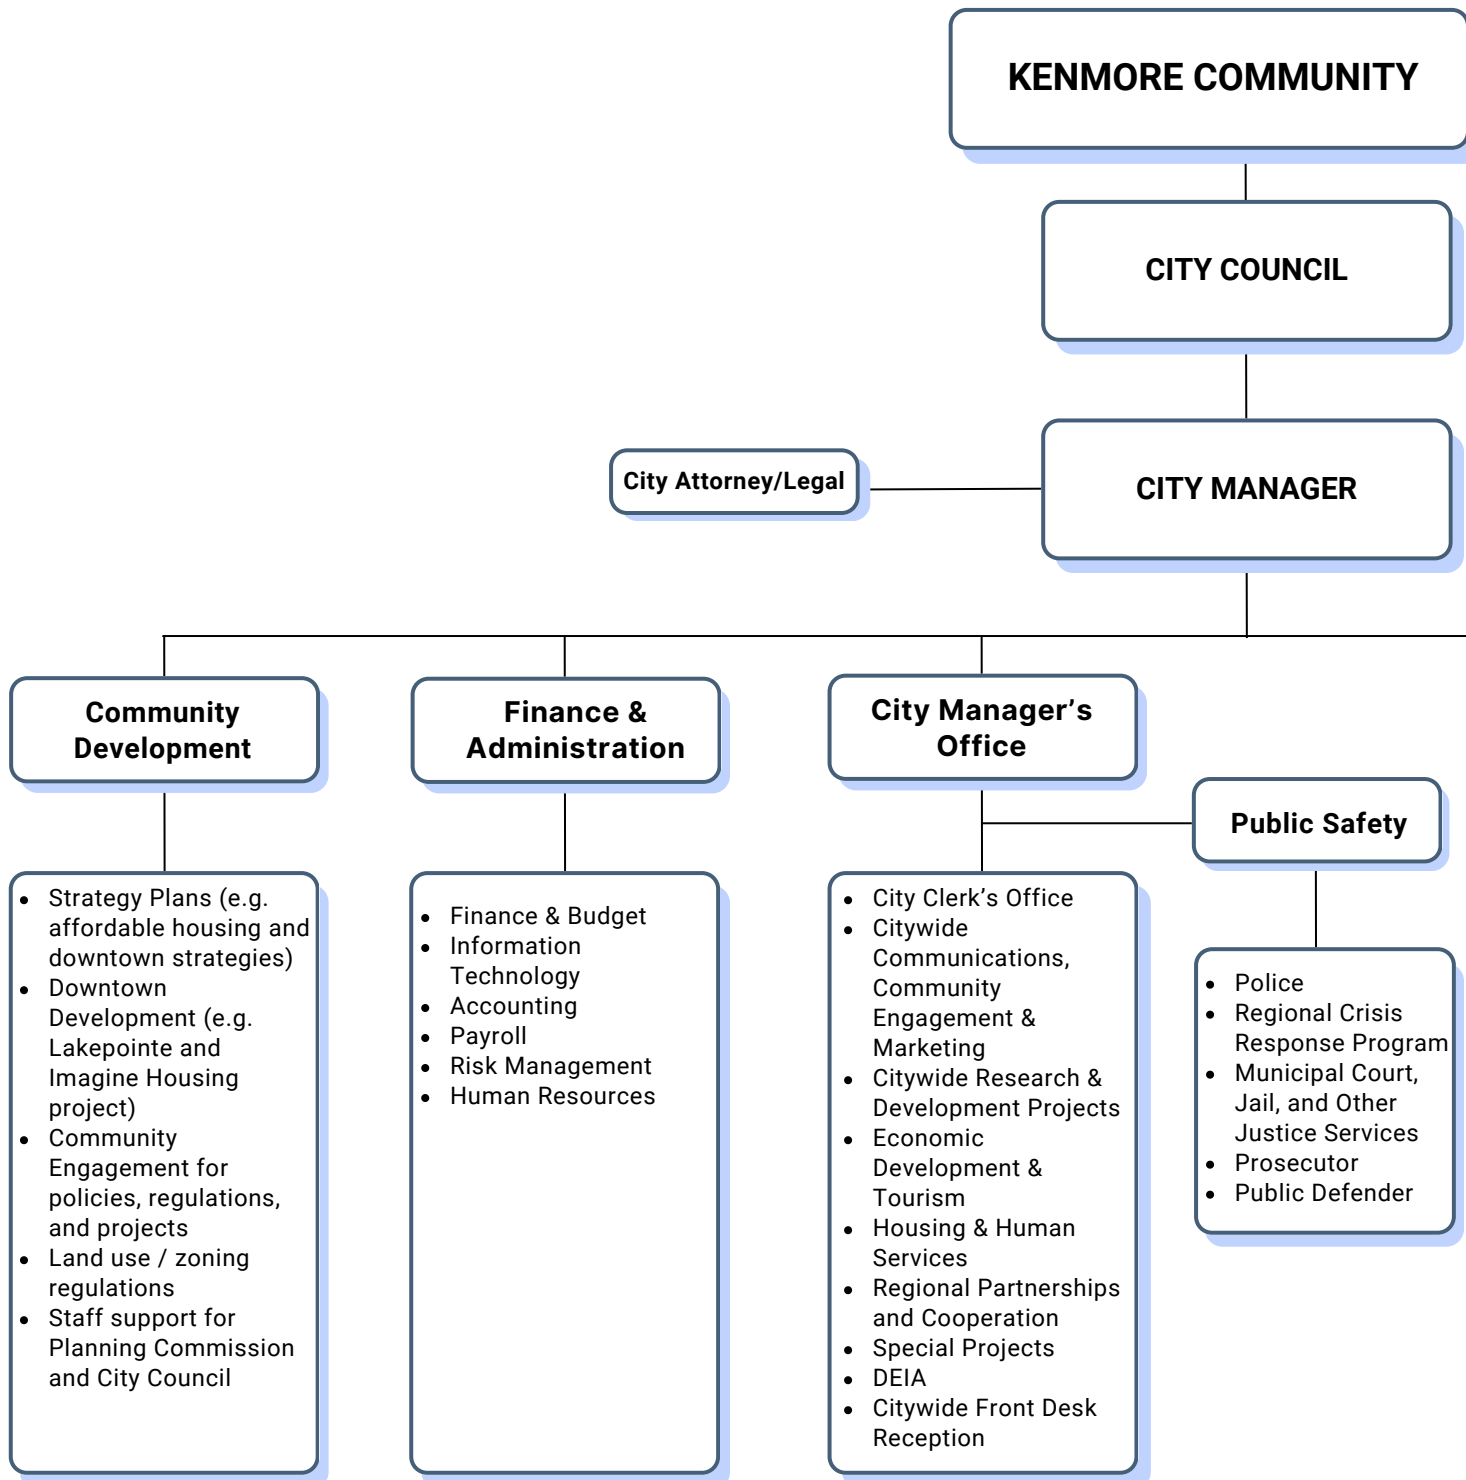 KENMORE COMMUNITY
CITY COUNCIL
City Attorney/Legal
CITY MANAGER
Community
Development
Finance &
Administration
City Manager’s
Office
Public Safety
• Strategy Plans (e.g.
affordable housing and
downtown strategies)
• Downtown
Development (e.g.
Lakepointe and
Imagine Housing
project)
• Community
Engagement for
policies, regulations,
and projects
• Land use / zoning
regulations
• Staff support for
Planning Commission
and City Council
• Finance & Budget
• Information
Technology
• Accounting
• Payroll
• Risk Management
• Human Resources
• City Clerk’s Office
• Citywide
Communications,
Community
Engagement &
Marketing
• Citywide Research &
Development Projects
• Economic
Development &
Tourism
• Housing & Human
Services
• Regional Partnerships
and Cooperation
• Special Projects
• DEIA
• Citywide Front Desk
Reception
• Police
• Regional Crisis
Response Program
• Municipal Court,
Jail, and Other
Justice Services
• Prosecutor
• Public Defender